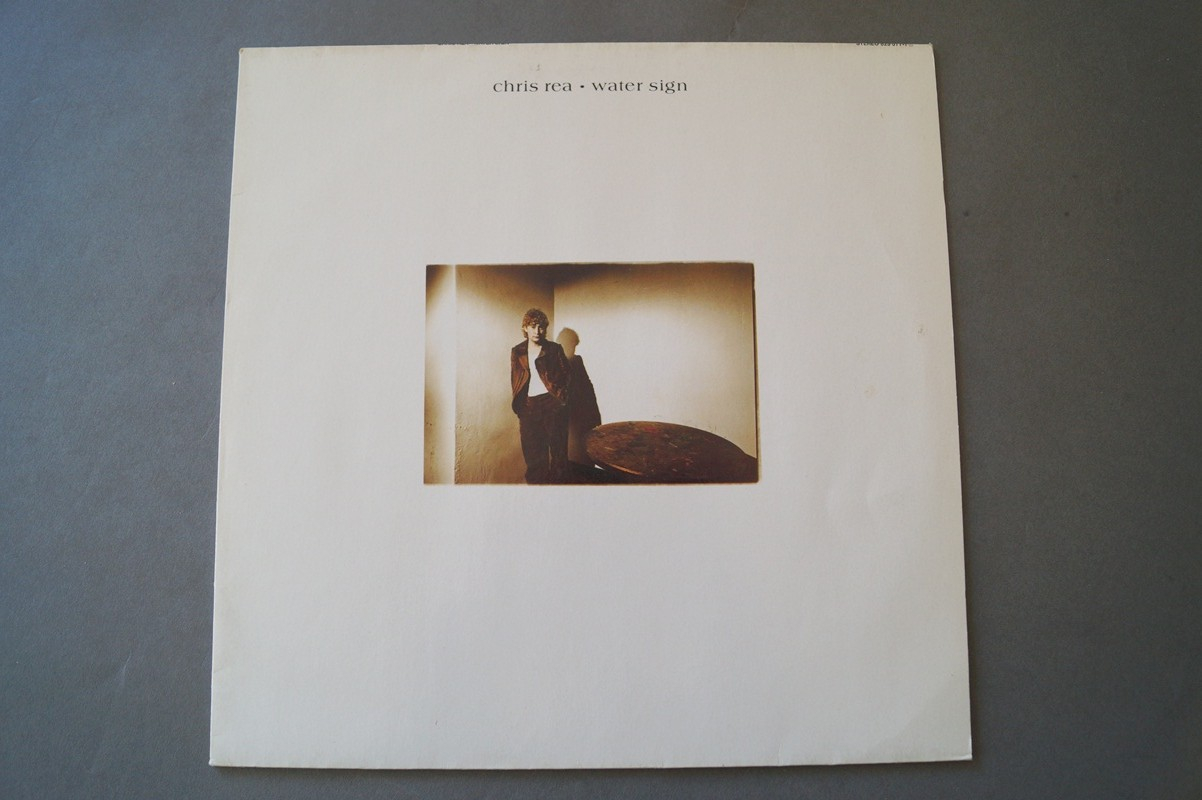 chris rea • water sign